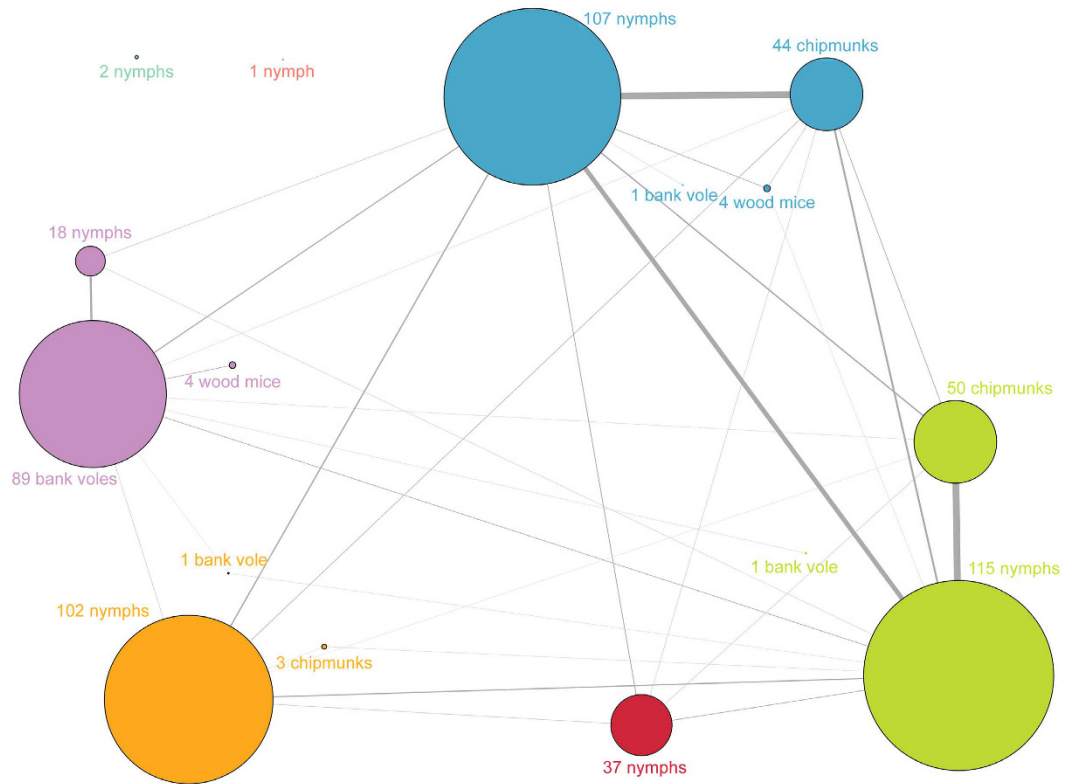 107 nymphs
44 chipmunks
2 nymphs
1 nymph
1 bank vole
4 wood mice
18 nymphs
4 wood mice
50 chipmunks
89 bank voles
1 bank vole
1 bank vole
115 nymphs
102 nymphs
3 chipmunks
37 nymphs